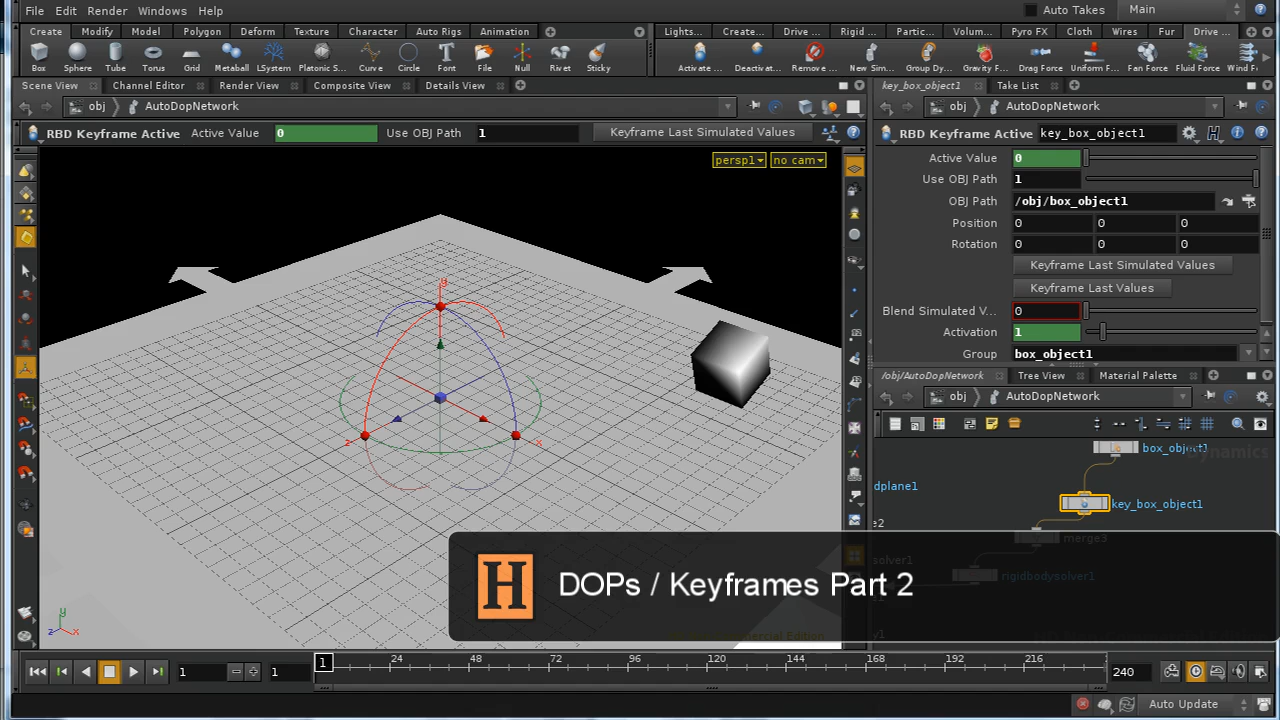 File Edit Render Windows Help Auto Takes Main
Create Modify Model Polygon Deform Texture Character Auto Rigs Animation Lights... Create... Drive ... Rigid ... Partic... Volum... Pyro FX Cloth Wires Fur Drive ...
Box Sphere Tube Torus Grid Metaball LSystem Platonic S... Curve Circle Font File Null Rivet Sticky Activate ... Deactivat... Remove ... New Sim... Group Dy... Gravity F... Drag Force Uniform F... Fan Force Fluid Force Wind F
Scene View Channel Editor Render View Composite View Details View key_box_object1 Take List
obj AutoDopNetwork obj AutoDopNetwork
RBD Keyframe Active Active Value 0 Use OBJ Path 1 Keyframe Last Simulated Values RBD Keyframe Active key_box_object1
persp1 no cam
Active Value 0
Use OBJ Path 1
OBJ Path /obj/box_object1
Position 0 0 0
Rotation 0 0 0
Keyframe Last Simulated Values
Keyframe Last Values
Blend Simulated V... 0
Activation 1
Group box_object1
/obj/AutoDopNetwork Tree View Material Palette
obj AutoDopNetwork
y
z x
box_object1
Dynamics
dplane1
key_box_object1
e2
merge3
solver1
rigidbodysolver1
H DOPs / Keyframes Part 2
y
z x
1 24 48 72 96 120 144 168 192 216
1 1 240
Auto Update